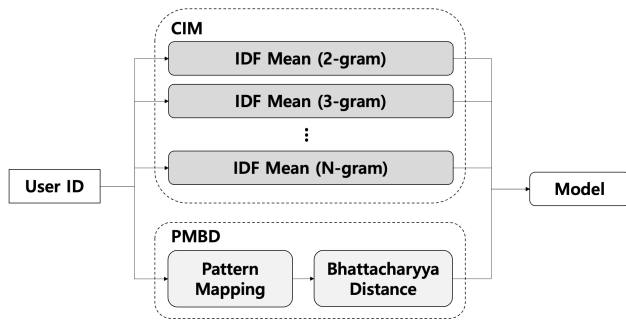 CIM
IDF Mean (2-gram)
IDF Mean (3-gram)
⋮
IDF Mean (N-gram)
User ID
Model
PMBD
Pattern
Mapping
Bhattacharyya
Distance